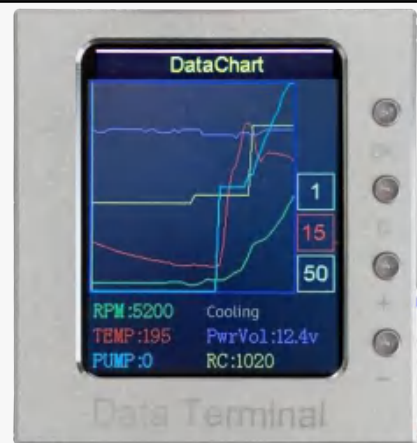 DataChart
1
15
50
RPM:5200 Cooling
TEMP:195 PwrVol:12.4v
PUMP:0 RC:1020
Data Terminal
+
-